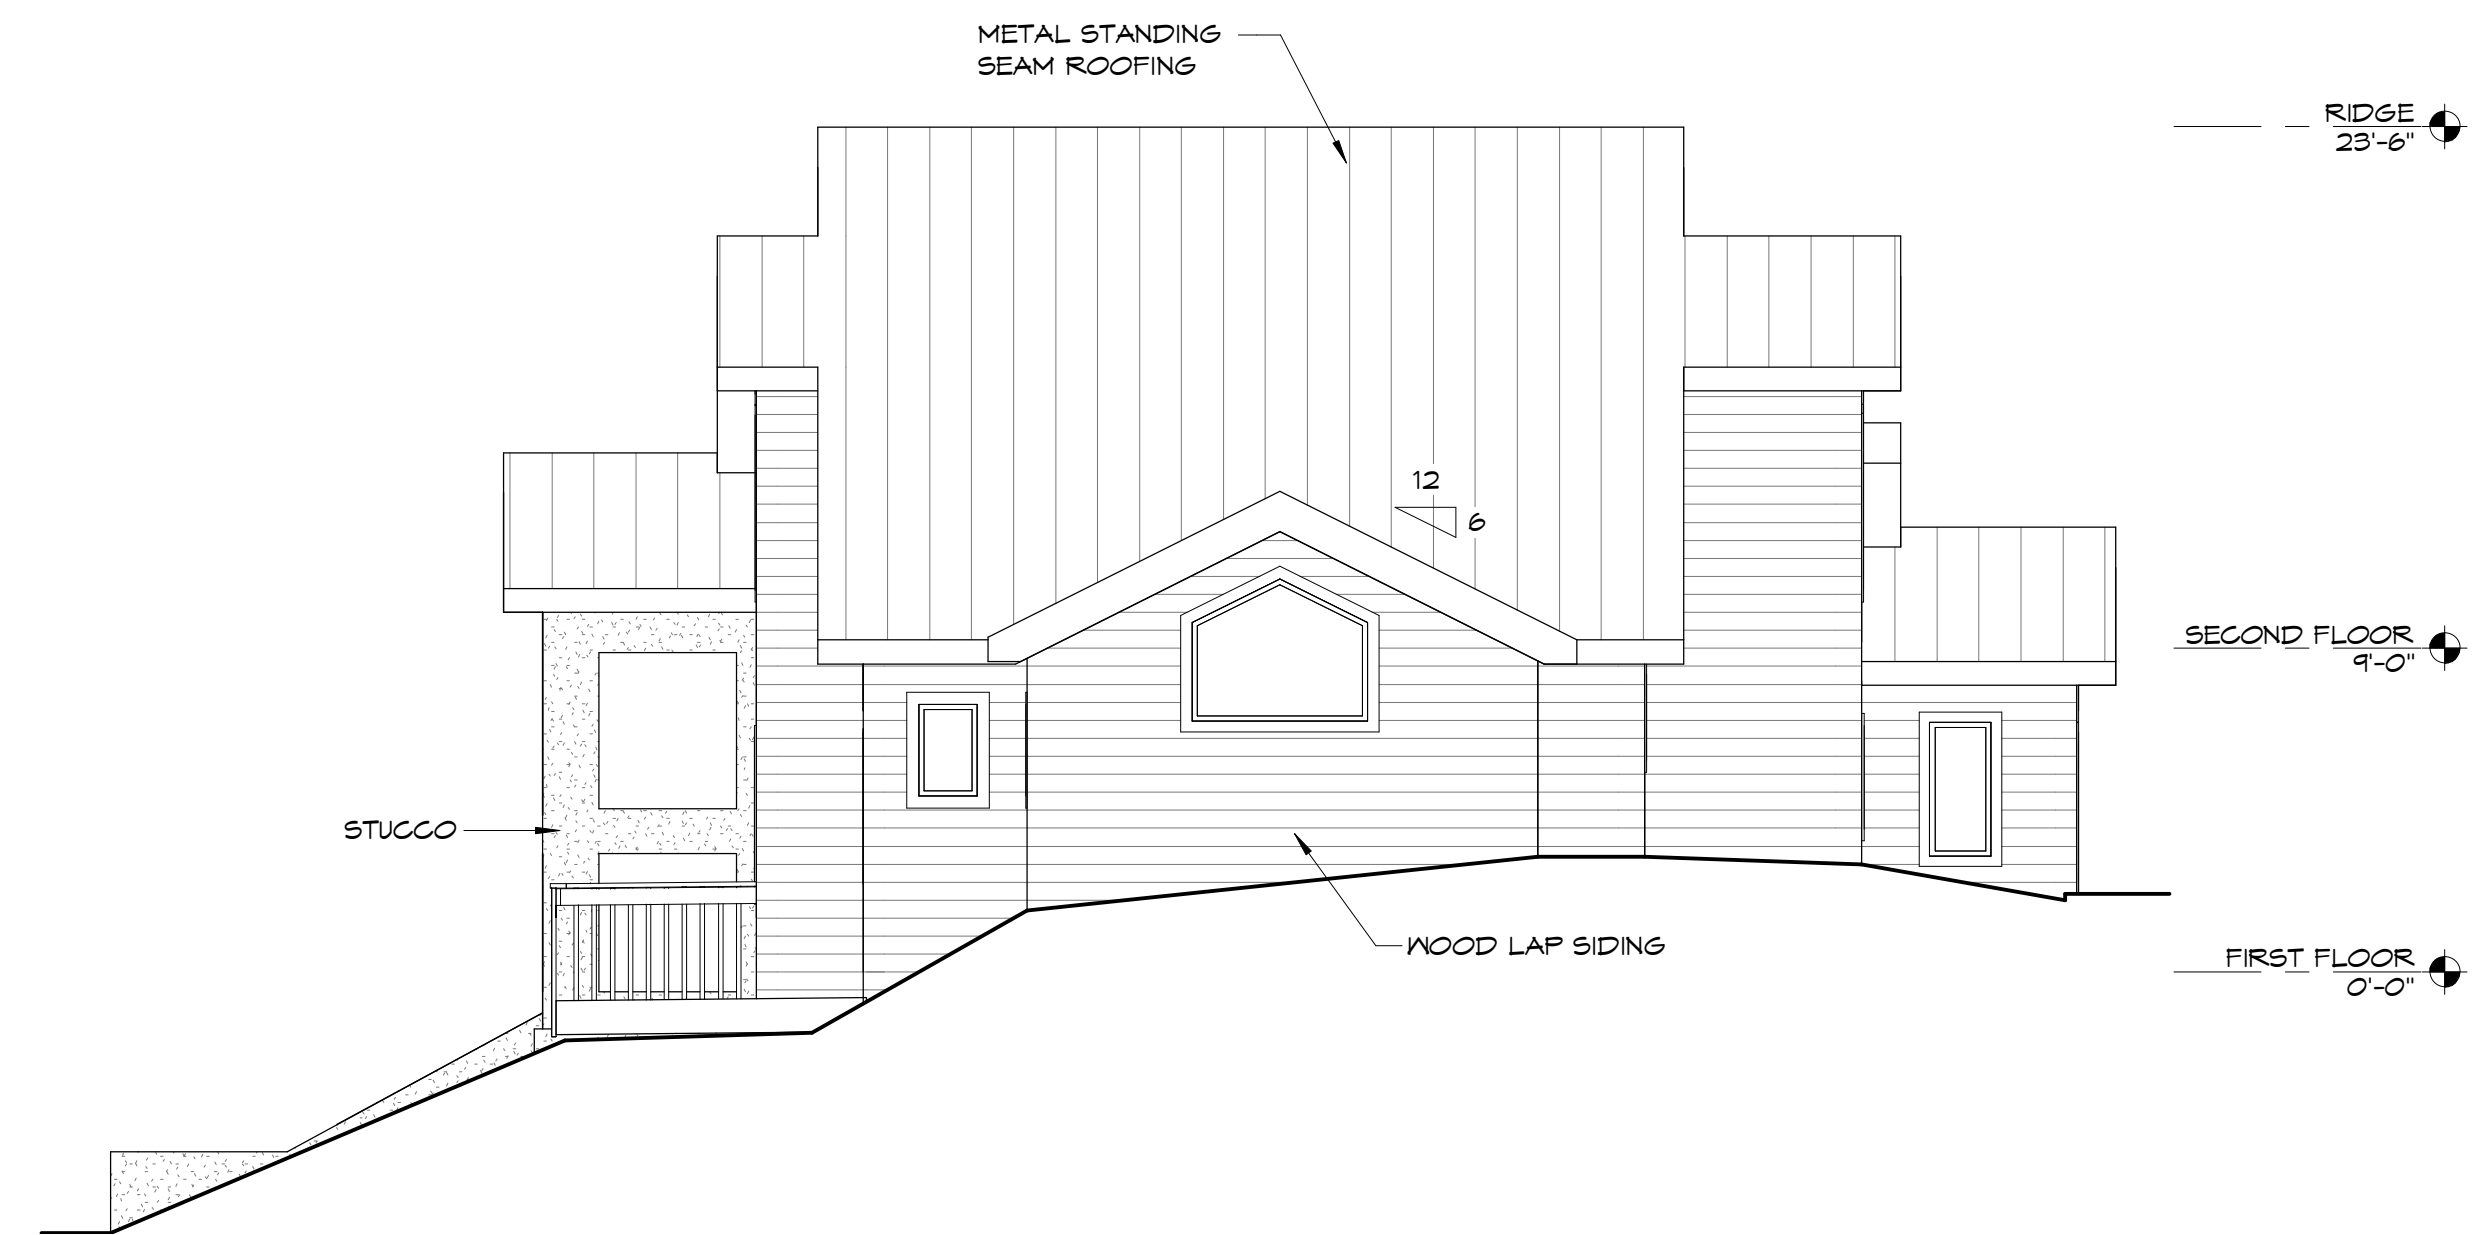 METAL STANDING
SEAM ROOFING
RIDGE
23'-6"
12
6
SECOND FLOOR
9'-0"
STUCCO
WOOD LAP SIDING
FIRST FLOOR
0'-0"